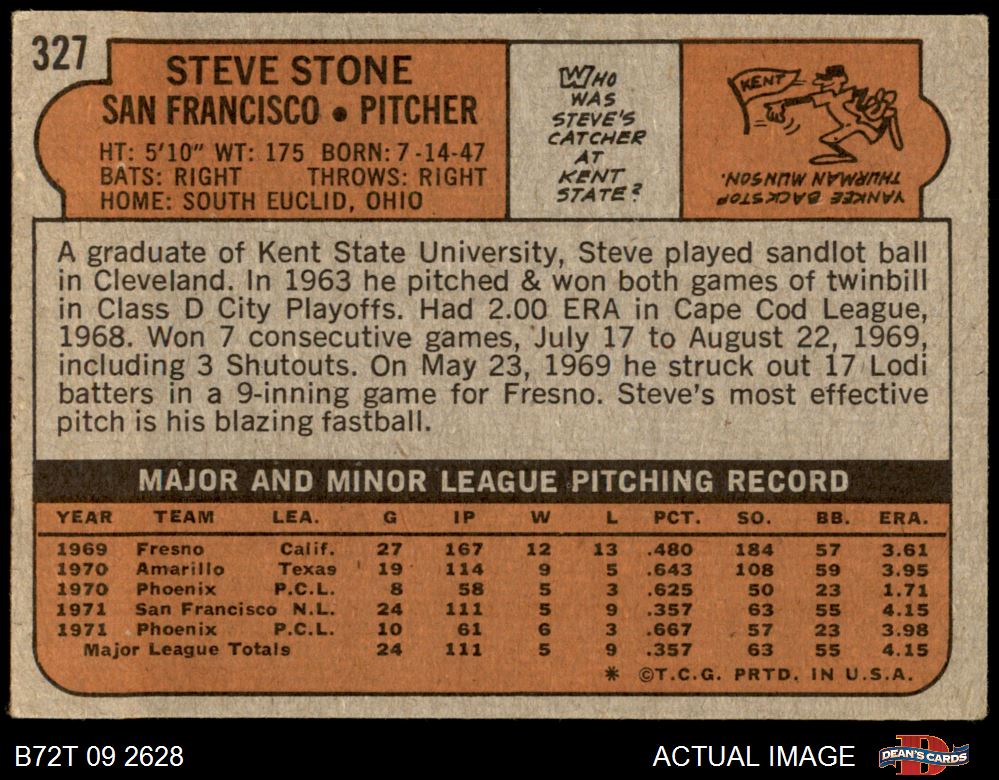 327
STEVE STONE
SAN FRANCISCO • PITCHER
HT: 5'10" WT: 175 BORN: 7-14-47
BATS: RIGHT THROWS: RIGHT
HOME: SOUTH EUCLID, OHIO
WHO
WAS
STEVE'S
CATCHER
AT
KENT
STATE?
KENT
YANKEE BACKSTOP
THURMAN MUNSON.
A graduate of Kent State University, Steve played sandlot ball
in Cleveland. In 1963 he pitched & won both games of twinbill
in Class D City Playoffs. Had 2.00 ERA in Cape Cod League,
1968. Won 7 consecutive games, July 17 to August 22, 1969,
including 3 Shutouts. On May 23, 1969 he struck out 17 Lodi
batters in a 9-inning game for Fresno. Steve's most effective
pitch is his blazing fastball.
MAJOR AND MINOR LEAGUE PITCHING RECORD
YEAR TEAM LEA. G IP W L PCT. SO. BB. ERA.
1969 Fresno Calif. 27 167 12 13 .480 184 57 3.61
1970 Amarillo Texas 19 114 9 5 .643 108 59 3.95
1970 Phoenix P.C.L. 8 58 5 3 .625 50 23 1.71
1971 San Francisco N.L. 24 111 5 9 .357 63 55 4.15
1971 Phoenix P.C.L. 10 61 6 3 .667 57 23 3.98
Major League Totals 24 111 5 9 .357 63 55 4.15
* ©T.C.G. PRTD. IN U.S.A.
B72T 09 2628 ACTUAL IMAGE DEAN'S CARDS